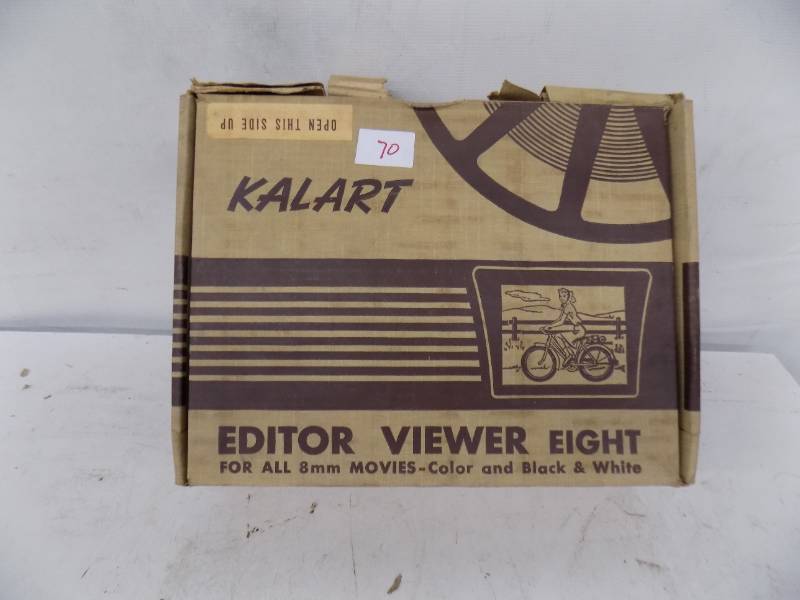 OPEN THIS SIDE UP
70
KALART
EDITOR VIEWER EIGHT
FOR ALL 8mm MOVIES-Color and Black & White